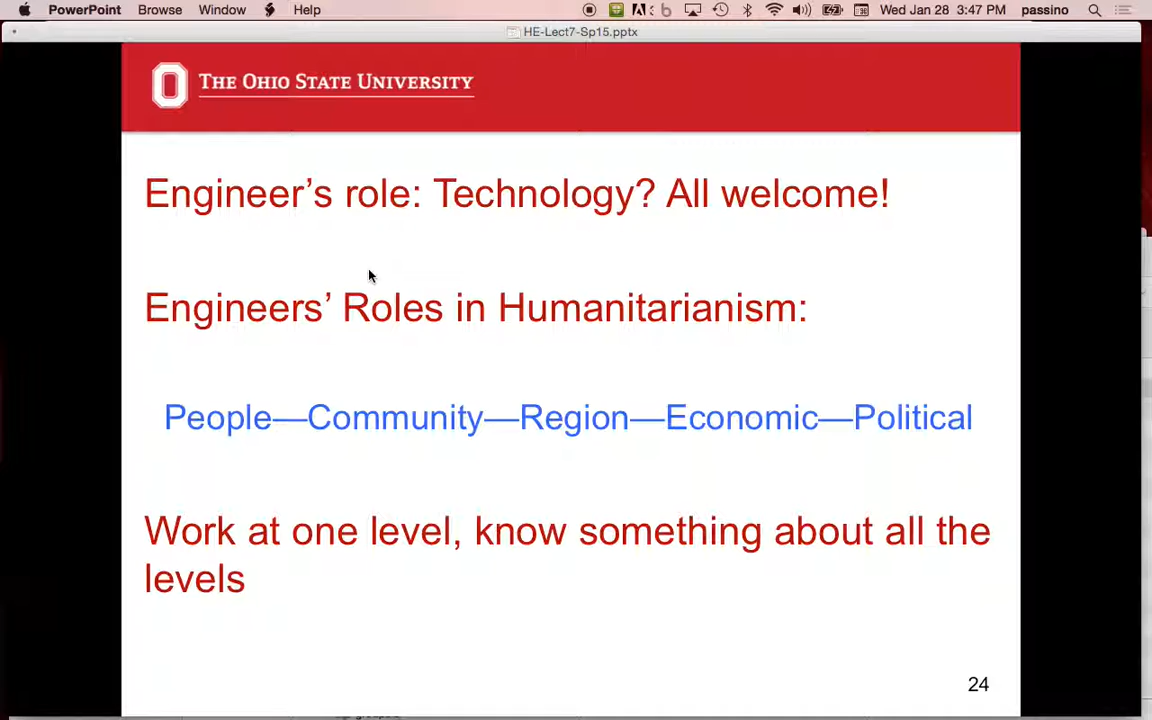 PowerPoint Browse Window Help Wed Jan 28 3:47 PM passino
HE-Lect7-Sp15.pptx
THE OHIO STATE UNIVERSITY
Engineer's role: Technology? All welcome!
Engineers' Roles in Humanitarianism:
People—Community—Region—Economic—Political
Work at one level, know something about all the
levels
24